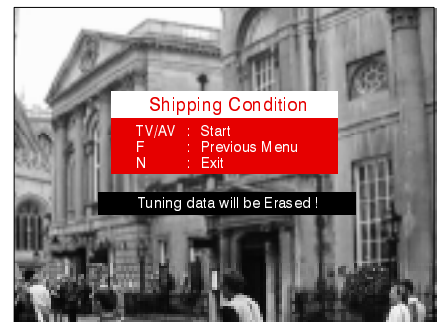 Shipping Condition
TV/AV : Start
F : Previous Menu
N : Exit
Tuning data will be Erased !